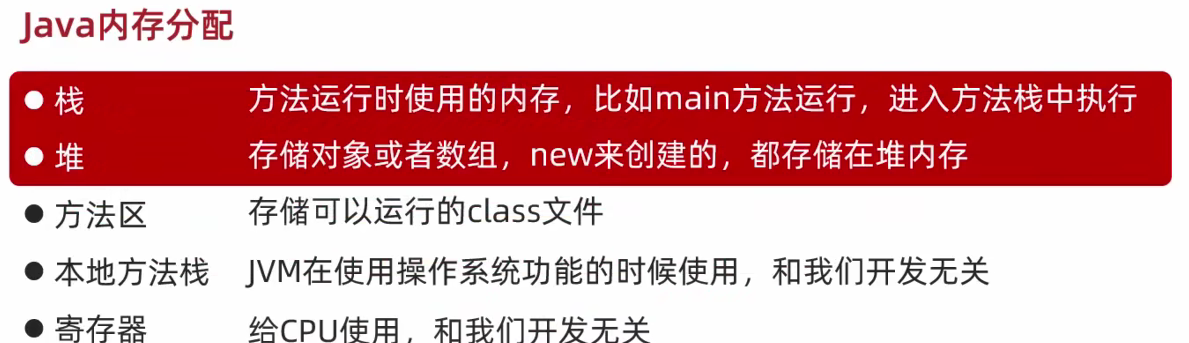 Java内存分配
栈 方法运行时使用的内存，比如main方法运行，进入方法栈中执行
堆 存储对象或者数组，new来创建的，都存储在堆内存
方法区 存储可以运行的class文件
本地方法栈 JVM在使用操作系统功能的时候使用，和我们开发无关
寄存器 给CPU使用，和我们开发无关